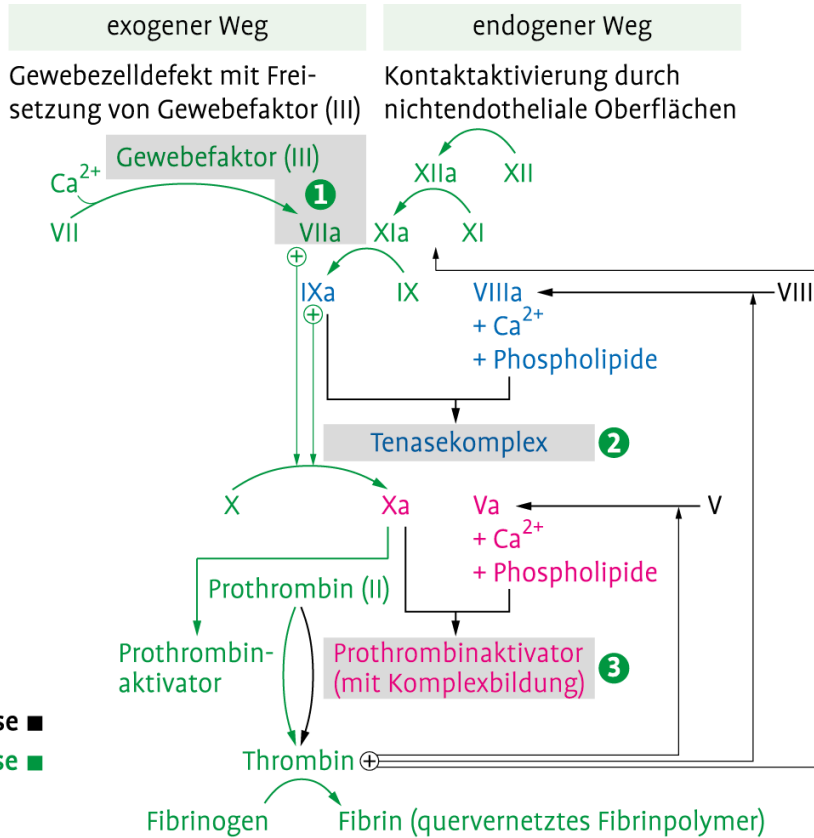 exogener Weg
endogener Weg
Gewebezelldefekt mit Frei-
setzung von Gewebefaktor (III)
Kontaktaktivierung durch
nichtendotheliale Oberflächen
Gewebefaktor (III)
XIIa
XII
Ca²⁺
1
VII
VIIa
XIa
XI
+
IXa
IX
VIIIa
VIII
+
+ Ca²⁺
+ Phospholipide
Tenasekomplex
2
X
Xa
Va
V
+ Ca²⁺
+ Phospholipide
Prothrombin (II)
Prothrombin-
aktivator
Prothrombinaktivator
(mit Komplexbildung)
3
se
se
Thrombin
+
Fibrinogen
Fibrin (quervernetztes Fibrinpolymer)